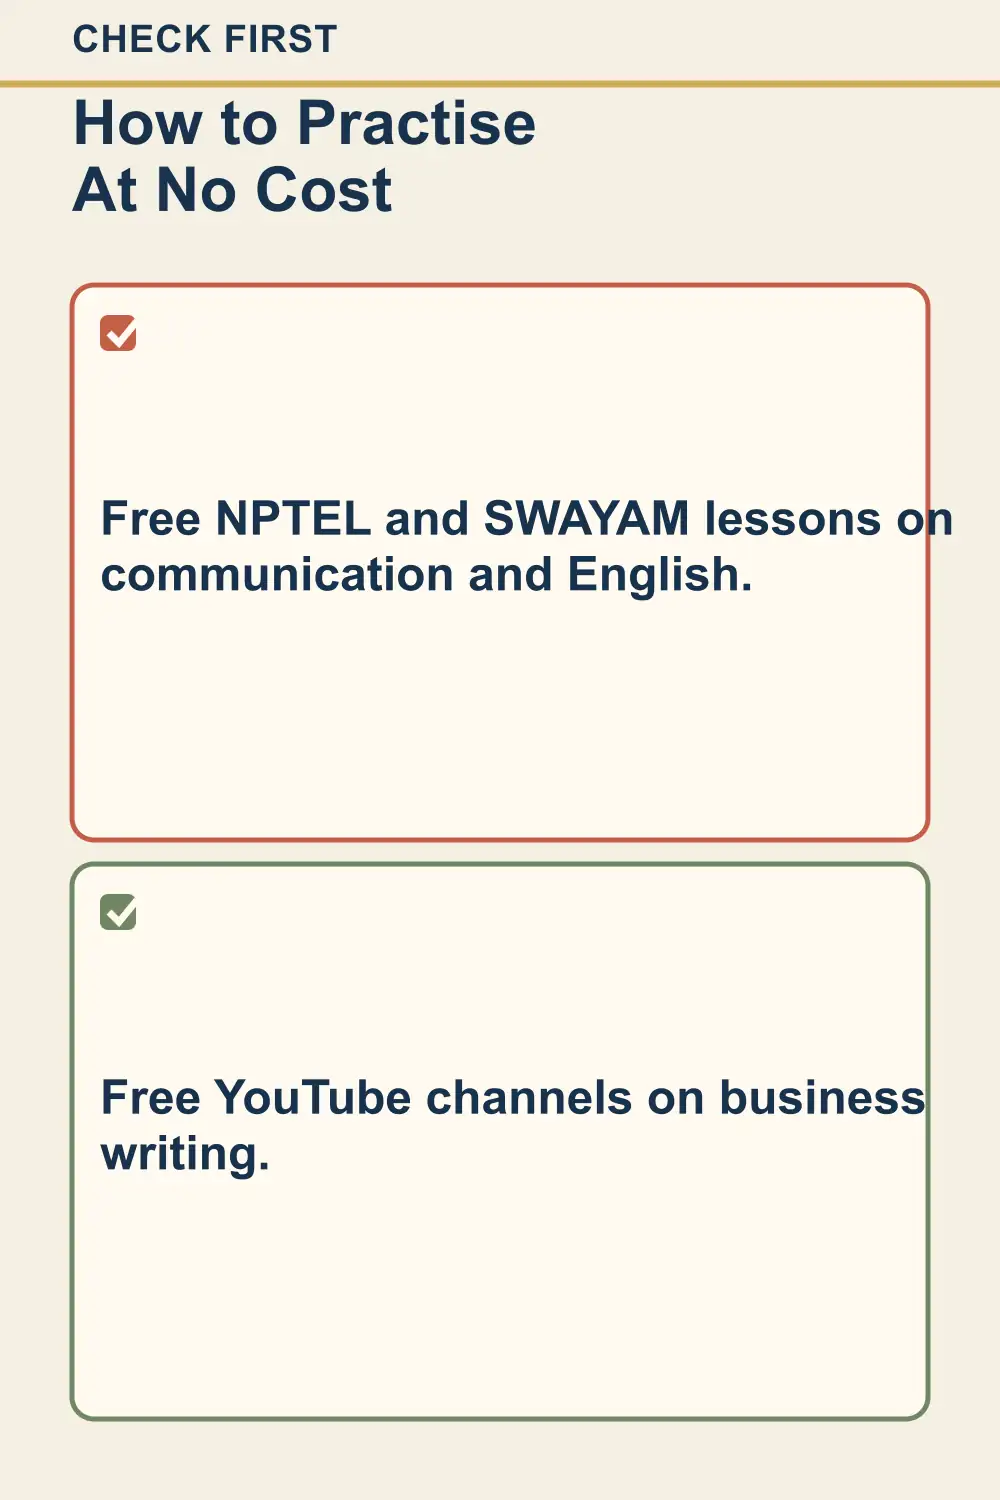 CHECK FIRST
How to Practise
At No Cost
Free NPTEL and SWAYAM lessons on
communication and English.
Free YouTube channels on business
writing.